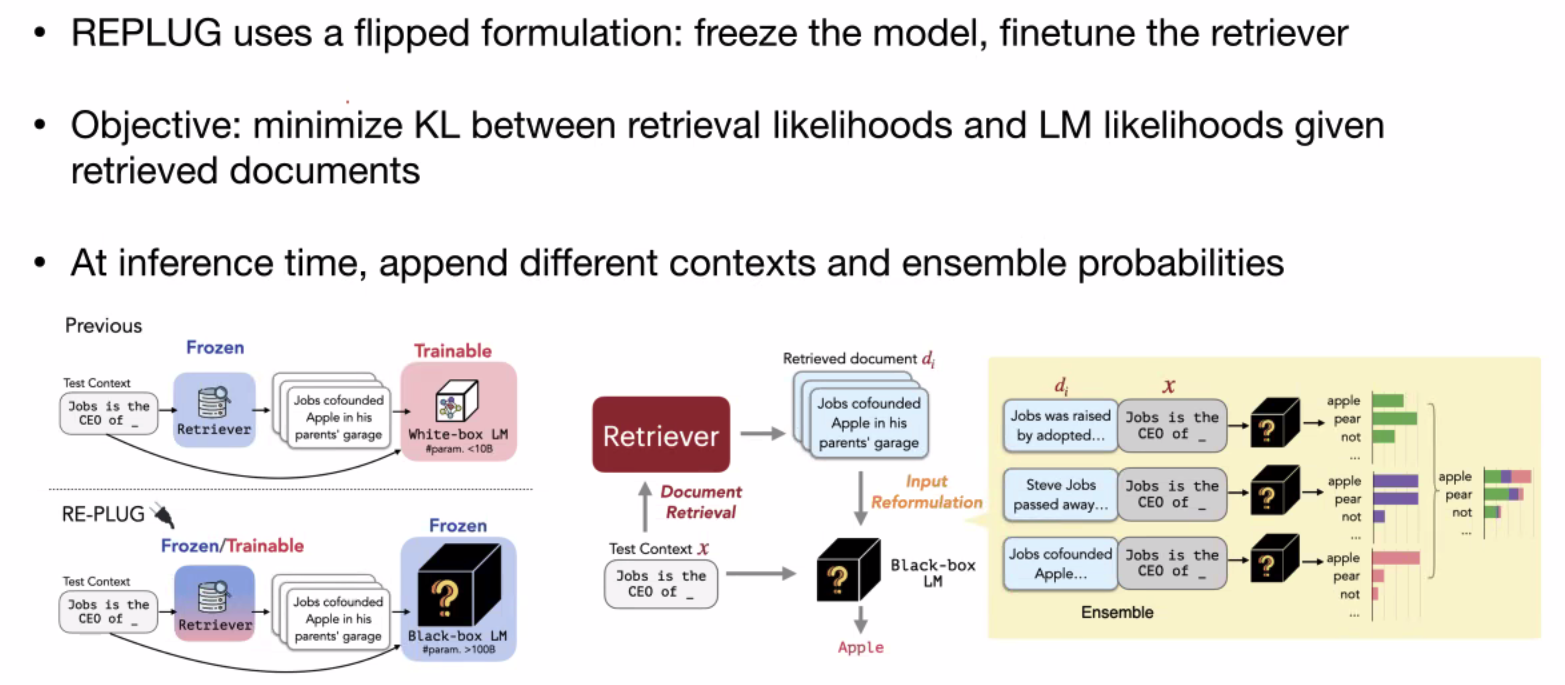 • REPLUG uses a flipped formulation: freeze the model, finetune the retriever
• Objective: minimize KL between retrieval likelihoods and LM likelihoods given
retrieved documents
• At inference time, append different contexts and ensemble probabilities
Previous
Frozen
Trainable
Test Context
Jobs is the
CEO of _
Retriever
Jobs cofounded
Apple in his
parents' garage
White-box LM
#param. <10B
RE-PLUG
Frozen/Trainable
Frozen
Test Context
Jobs is the
CEO of _
Retriever
Jobs cofounded
Apple in his
parents' garage
Black-box LM
#param. >100B
Retrieved document di
Retriever
Jobs cofounded
Apple in his
parents' garage
Document
Retrieval
Input
Reformulation
Test Context x
Jobs is the
CEO of _
?
Black-box
LM
Apple
di
x
Jobs was raised
by adopted...
Jobs is the
CEO of _
?
apple
pear
not
...
Steve Jobs
passed away...
Jobs is the
CEO of _
?
apple
pear
not
...
Jobs cofounded
Apple...
Jobs is the
CEO of _
?
apple
pear
not
...
apple
pear
not
...
Ensemble